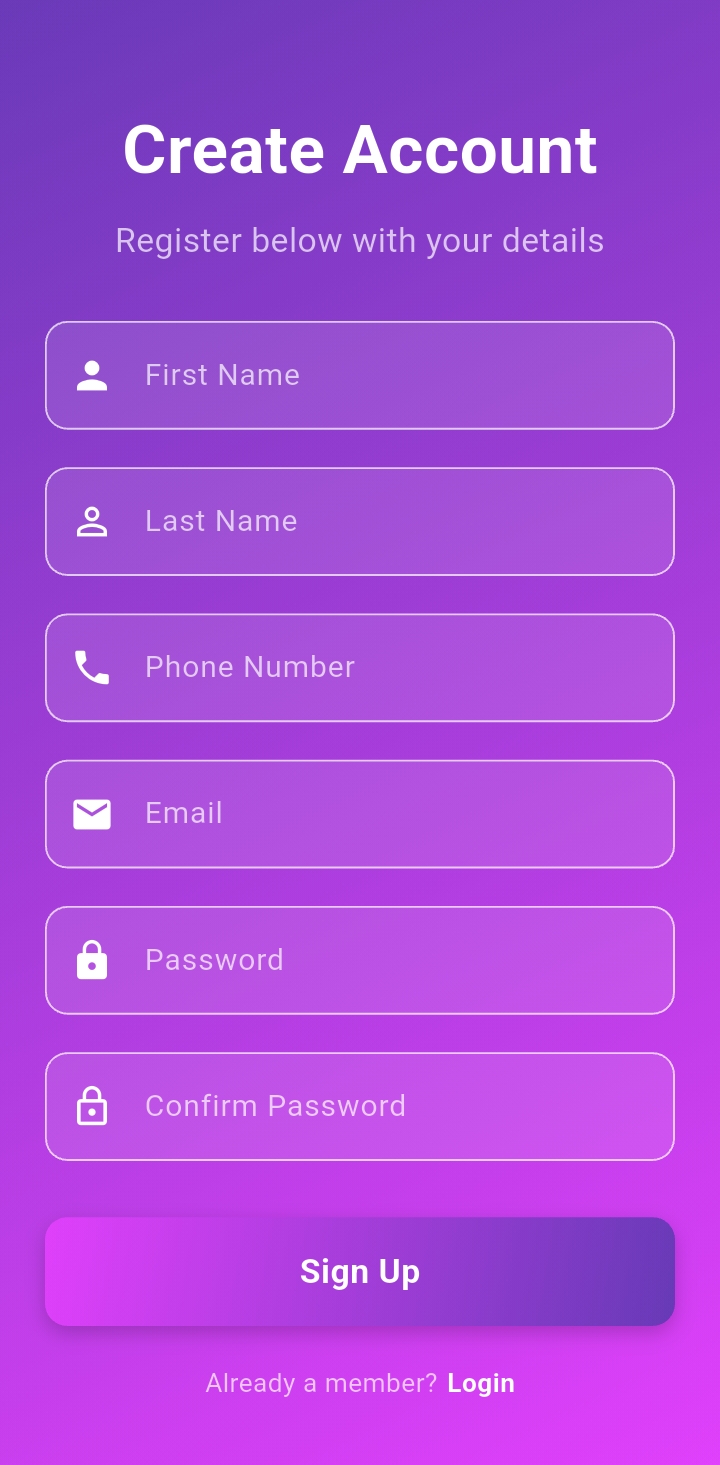 Create Account
Register below with your details
First Name
Last Name
Phone Number
Email
Password
Confirm Password
Sign Up
Already a member? Login